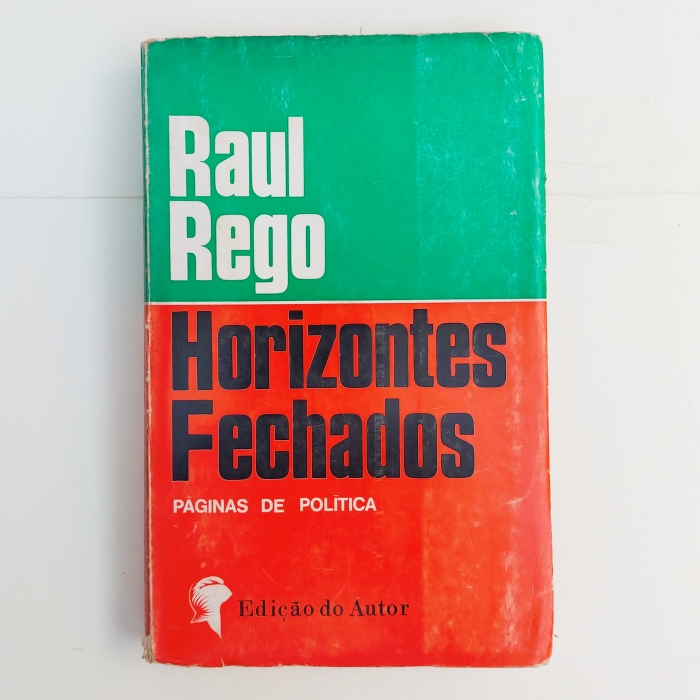 Raul
Rego
Horizontes
Fechados
PÁGINAS DE POLÍTICA
Edição do Autor